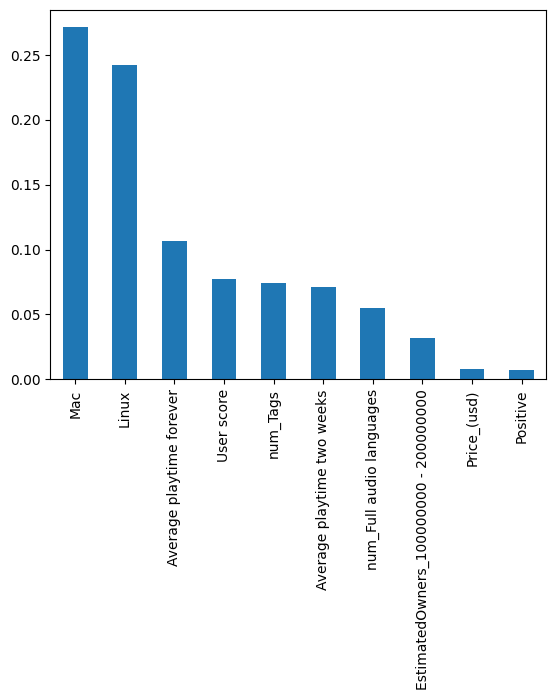 0.25
0.20
0.15
0.10
0.05
0.00
Mac
Linux
Average playtime forever
User score
num_Tags
Average playtime two weeks
num_Full audio languages
EstimatedOwners_100000000 - 200000000
Price_(usd)
Positive